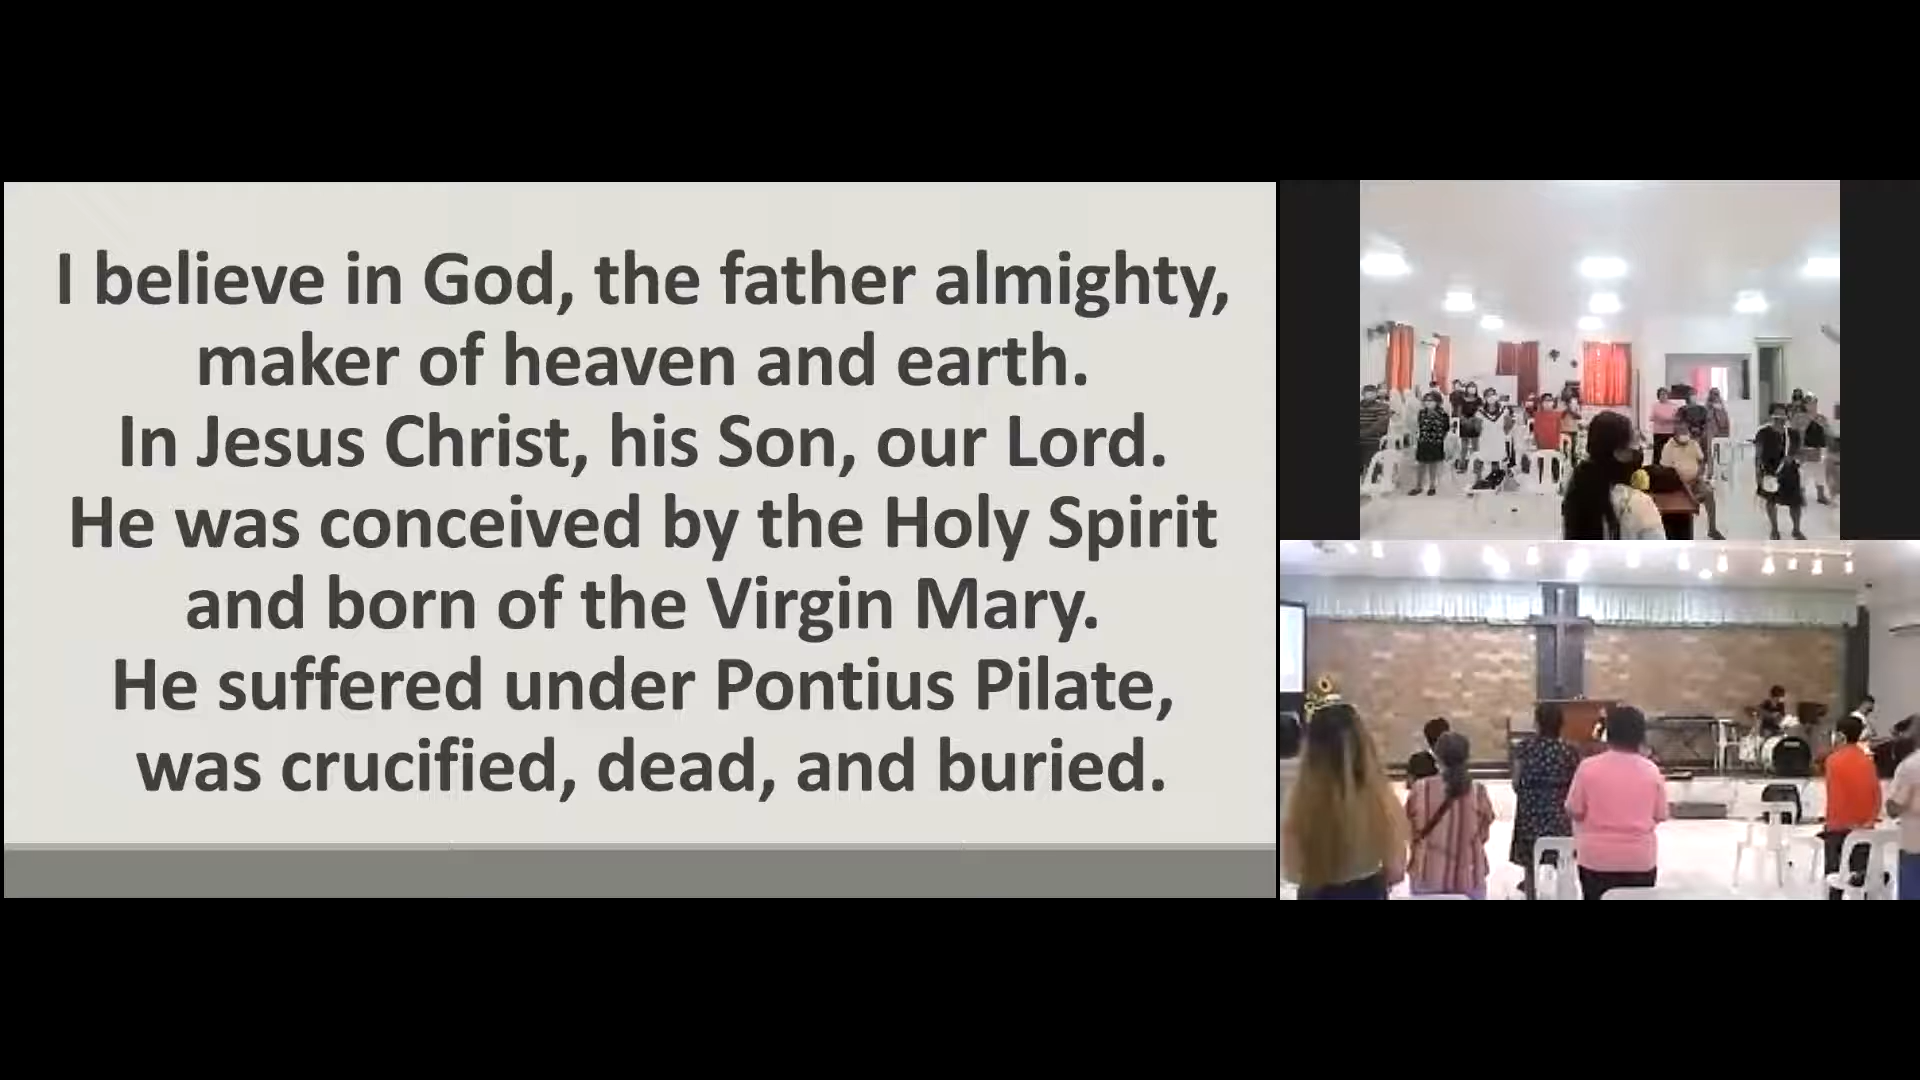 I believe in God, the father almighty,
maker of heaven and earth.
In Jesus Christ, his Son, our Lord.
He was conceived by the Holy Spirit
and born of the Virgin Mary.
He suffered under Pontius Pilate,
was crucified, dead, and buried.